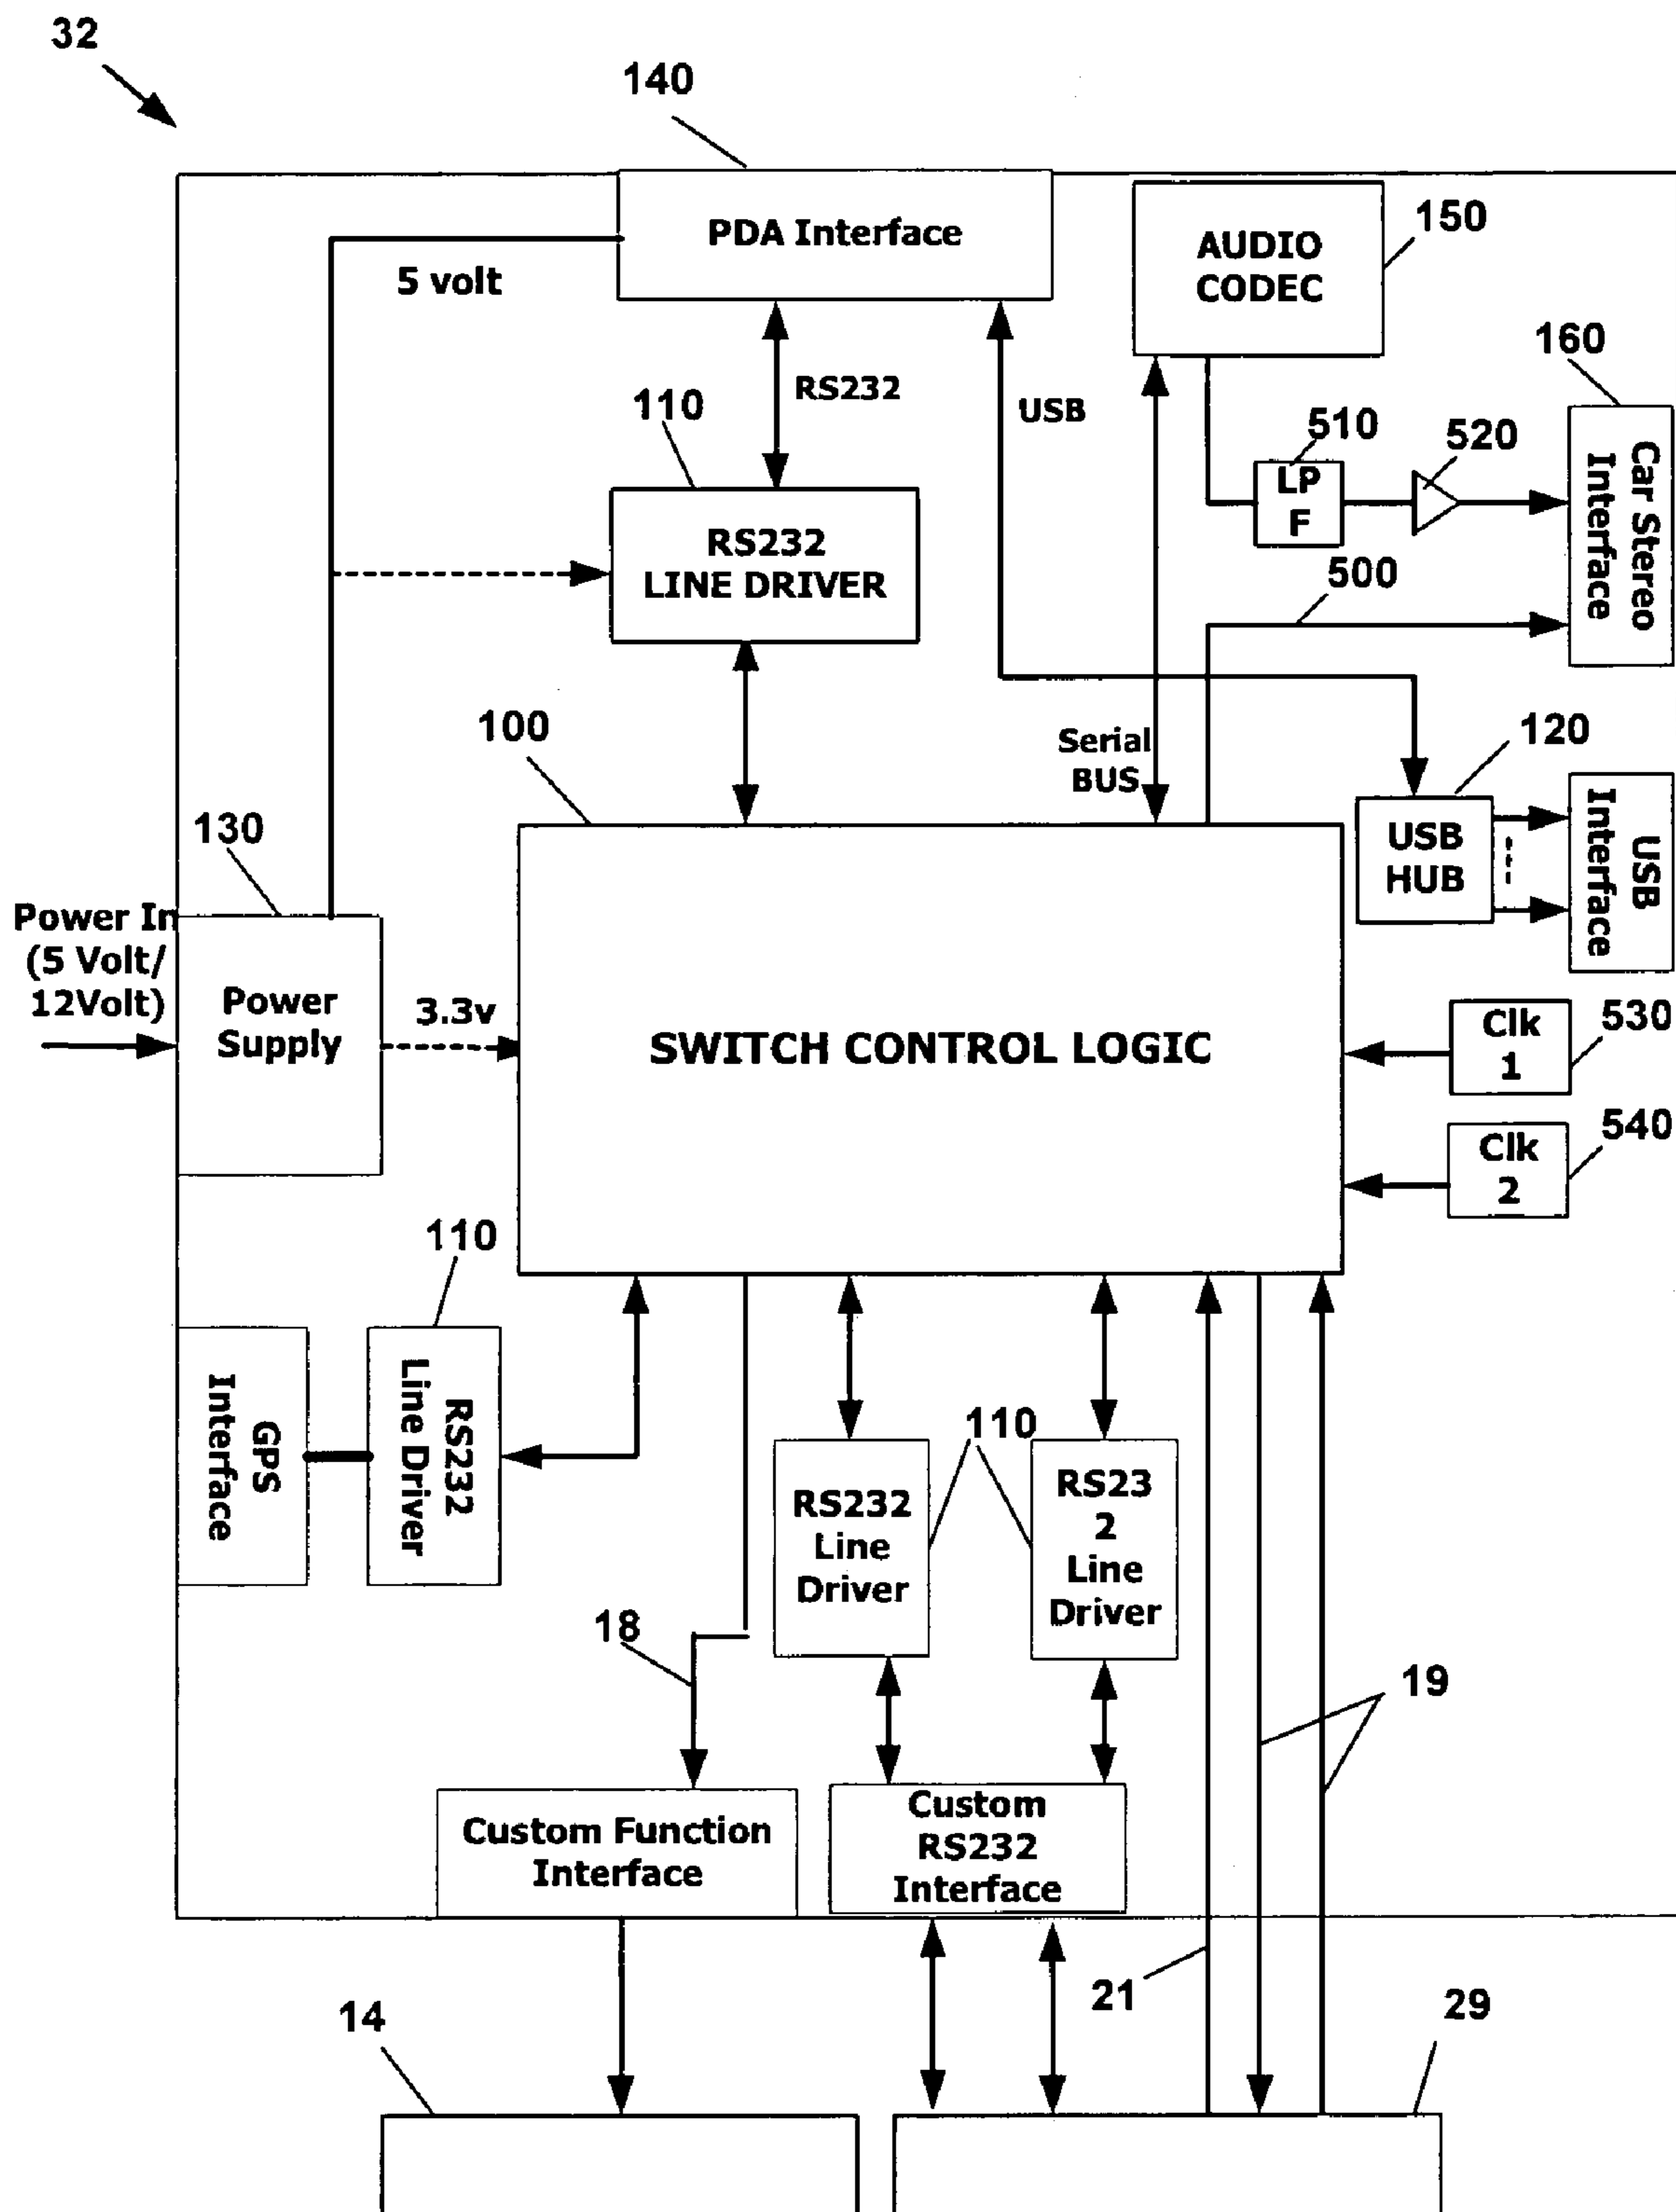 32
140
PDA Interface
5 volt
AUDIO
CODEC
150
160
RS232
USB
110
510
520
LP
F
Car Stereo
Interface
RS232
LINE DRIVER
500
100
Serial
BUS
120
USB
HUB
USB
Interface
130
Power In
(5 Volt/
12Volt)
Power
Supply
3.3v
SWITCH CONTROL LOGIC
Clk
1
530
Clk
2
540
110
GPS
Interface
RS232
Line Driver
110
RS232
Line
Driver
RS23
2
Line
Driver
18
19
Custom Function
Interface
Custom
RS232
Interface
21
14
29